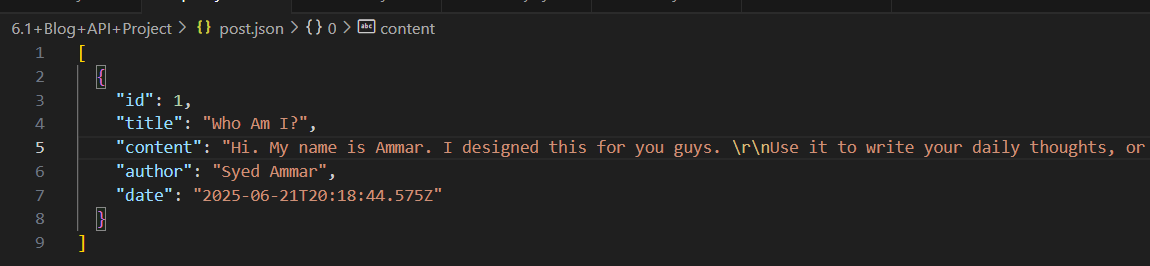 6.1+Blog+API+Project > {} post.json > {} 0 > abc content
1 [
2 {
3 "id": 1,
4 "title": "Who Am I?",
5 "content": "Hi. My name is Ammar. I designed this for you guys. \r\nUse it to write your daily thoughts, or
6 "author": "Syed Ammar",
7 "date": "2025-06-21T20:18:44.575Z"
8 }
9 ]